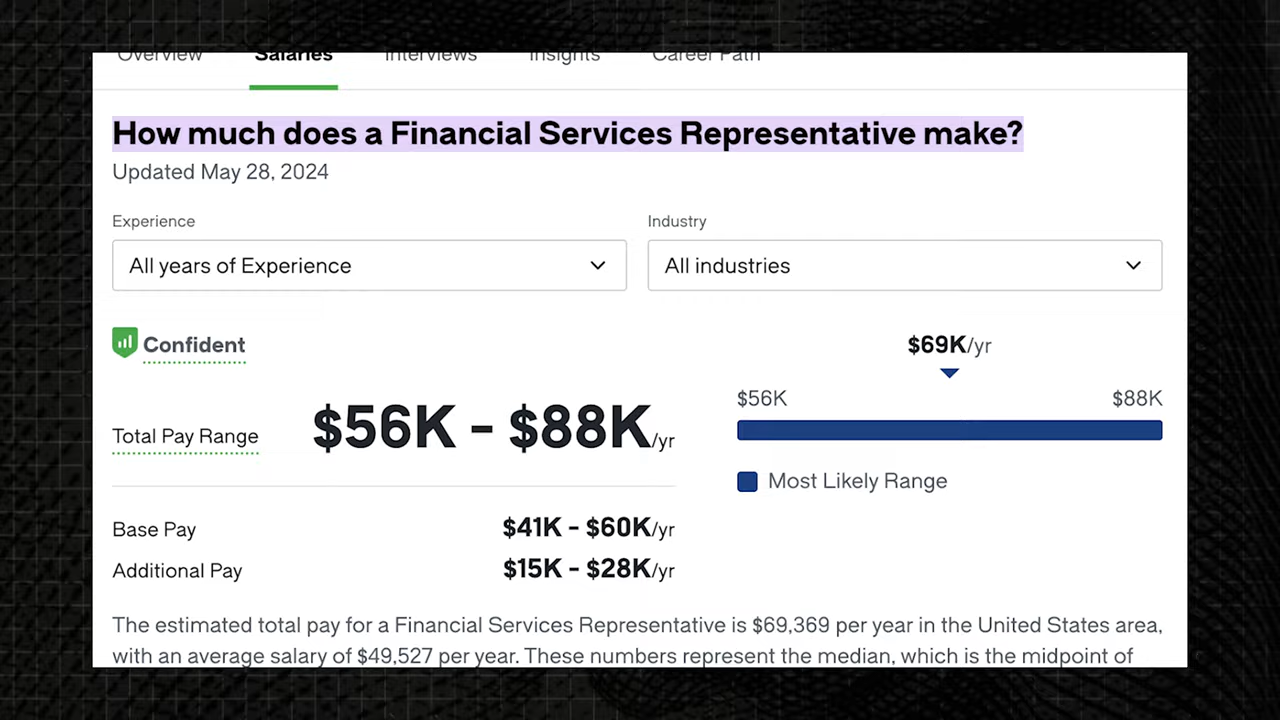 Overview Salaries Interviews Insights Career Path
How much does a Financial Services Representative make?
Updated May 28, 2024
Experience Industry
All years of Experience All industries
Confident
$69K/yr
$56K $88K
Total Pay Range $56K - $88K/yr
Most Likely Range
Base Pay $41K - $60K/yr
Additional Pay $15K - $28K/yr
The estimated total pay for a Financial Services Representative is $69,369 per year in the United States area,
with an average salary of $49,527 per year. These numbers represent the median, which is the midpoint of